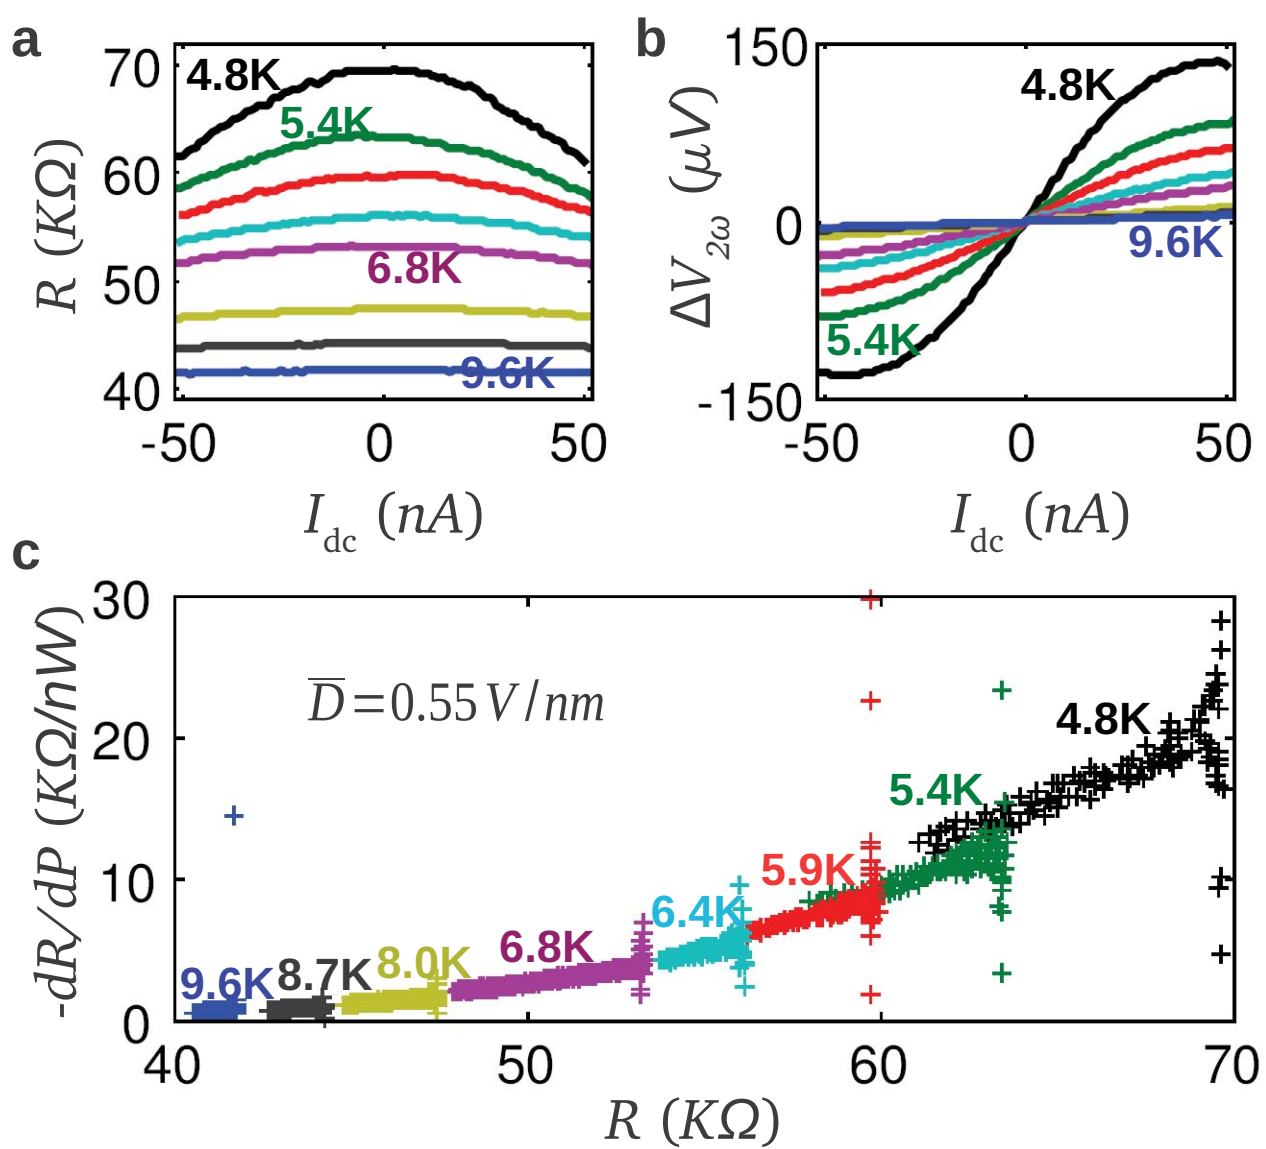 a
70
60
50
40
R (KΩ)
4.8K
5.4K
6.8K
9.6K
-50 0 50
I_dc (nA)
b
150
0
-150
ΔV_2ω (μV)
4.8K
9.6K
5.4K
-50 0 50
I_dc (nA)
c
30
20
10
0
-dR/dP (KΩ/nW)
D̅=0.55 V/nm
4.8K
5.4K
5.9K
6.4K
6.8K
8.0K
8.7K
9.6K
40 50 60 70
R (KΩ)